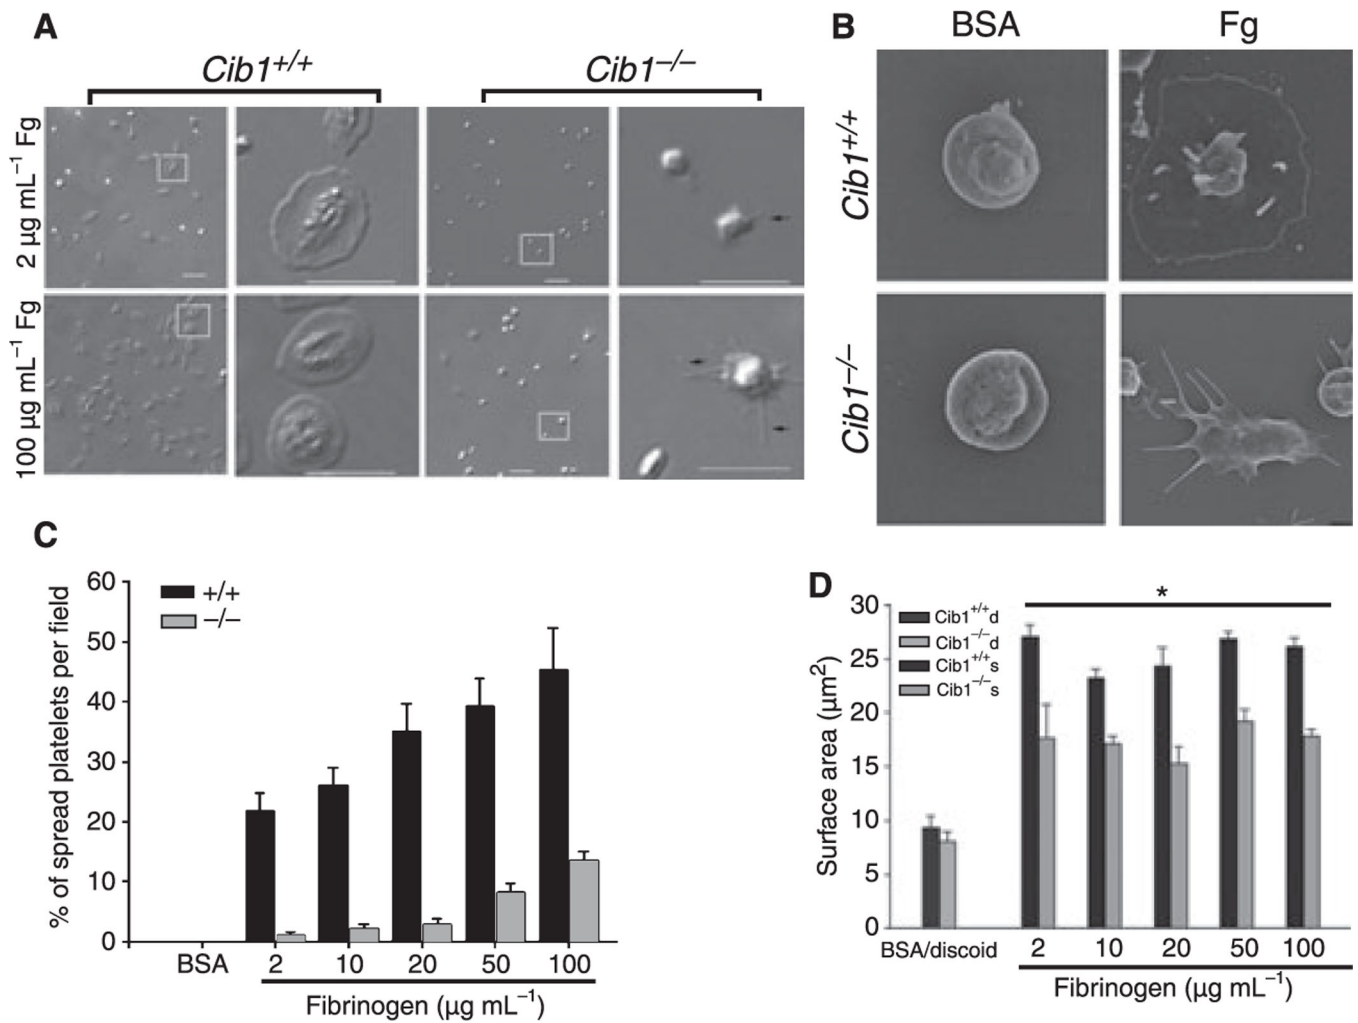 A
Cib1+/+
Cib1–/–
2 µg mL–1 Fg
100 µg mL–1 Fg
B
BSA
Fg
Cib1+/+
Cib1–/–
C
% of spread platelets per field
60
50
40
30
20
10
0
+/+
–/–
BSA
2
10
20
50
100
Fibrinogen (µg mL–1)
D
Surface area (µm2)
30
25
20
15
10
5
0
*
Cib1+/+d
Cib1–/–d
Cib1+/+s
Cib1–/–s
BSA/discoid
2
10
20
50
100
Fibrinogen (µg mL–1)